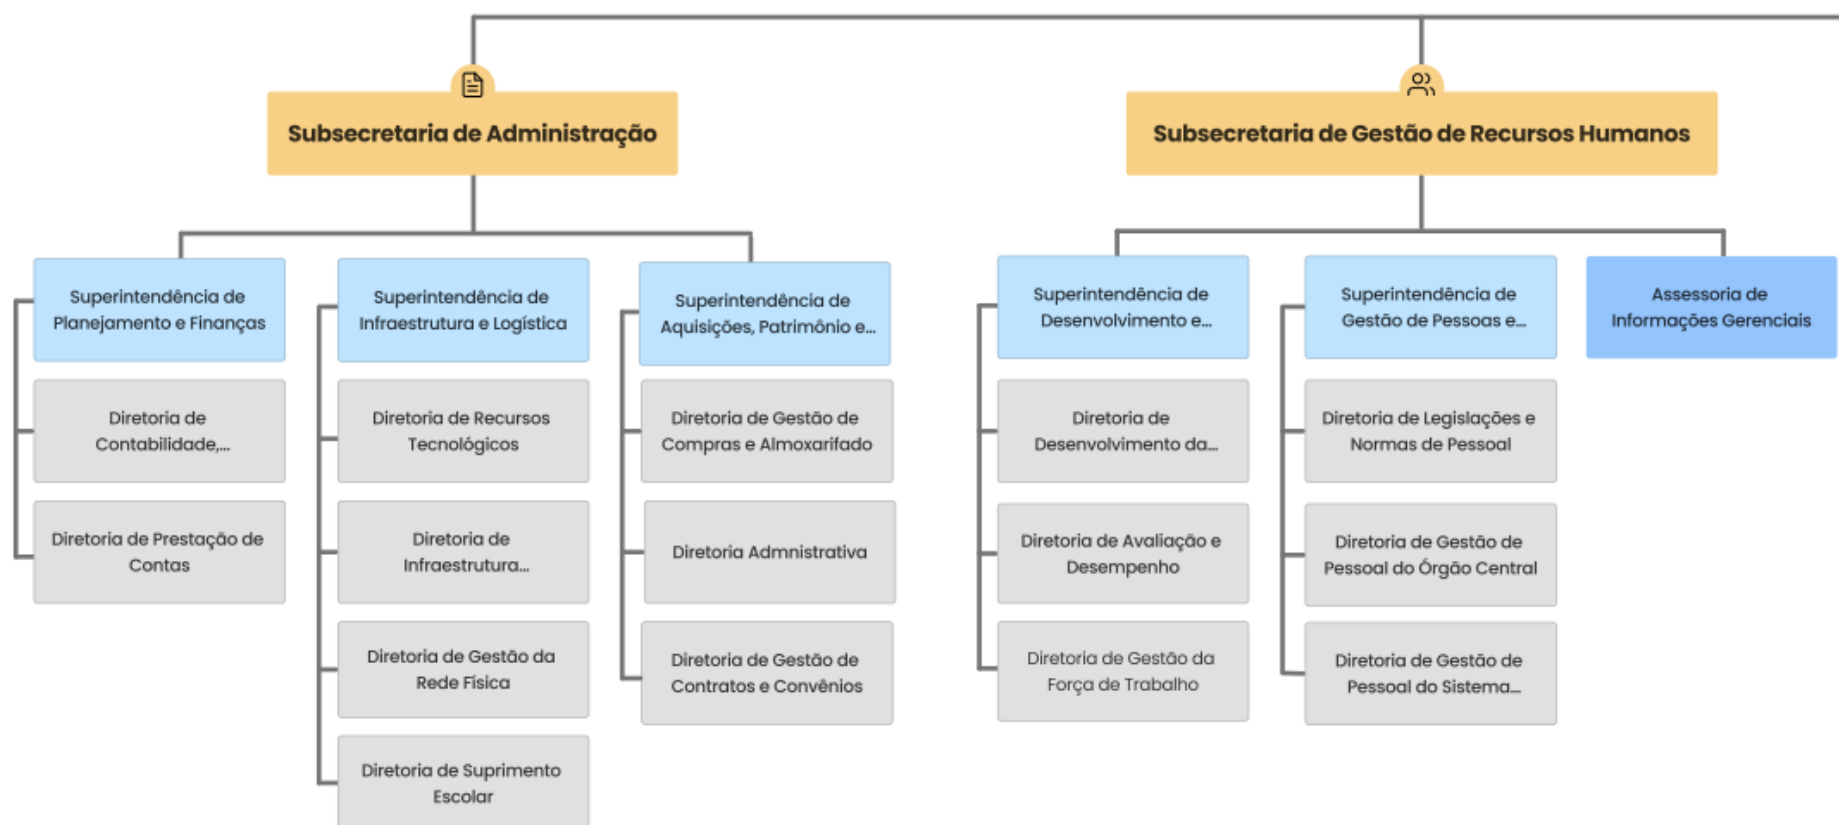 Subsecretaria de Administração
Subsecretaria de Gestão de Recursos Humanos
Superintendência de
Planejamento e Finanças
Diretoria de
Contabilidade,...
Diretoria de Prestação de
Contas
Superintendência de
Infraestrutura e Logística
Diretoria de Recursos
Tecnológicos
Diretoria de
Infraestrutura...
Diretoria de Gestão da
Rede Física
Diretoria de Suprimento
Escolar
Superintendência de
Aquisições, Patrimônio e...
Diretoria de Gestão de
Compras e Almoxarifado
Diretoria Admnistrativa
Diretoria de Gestão de
Contratos e Convênios
Superintendência de
Desenvolvimento e...
Diretoria de
Desenvolvimento da...
Diretoria de Avaliação e
Desempenho
Diretoria de Gestão da
Força de Trabalho
Superintendência de
Gestão de Pessoas e...
Diretoria de Legislações e
Normas de Pessoal
Diretoria de Gestão de
Pessoal do Órgão Central
Diretoria de Gestão de
Pessoal do Sistema...
Assessoria de
Informações Gerenciais